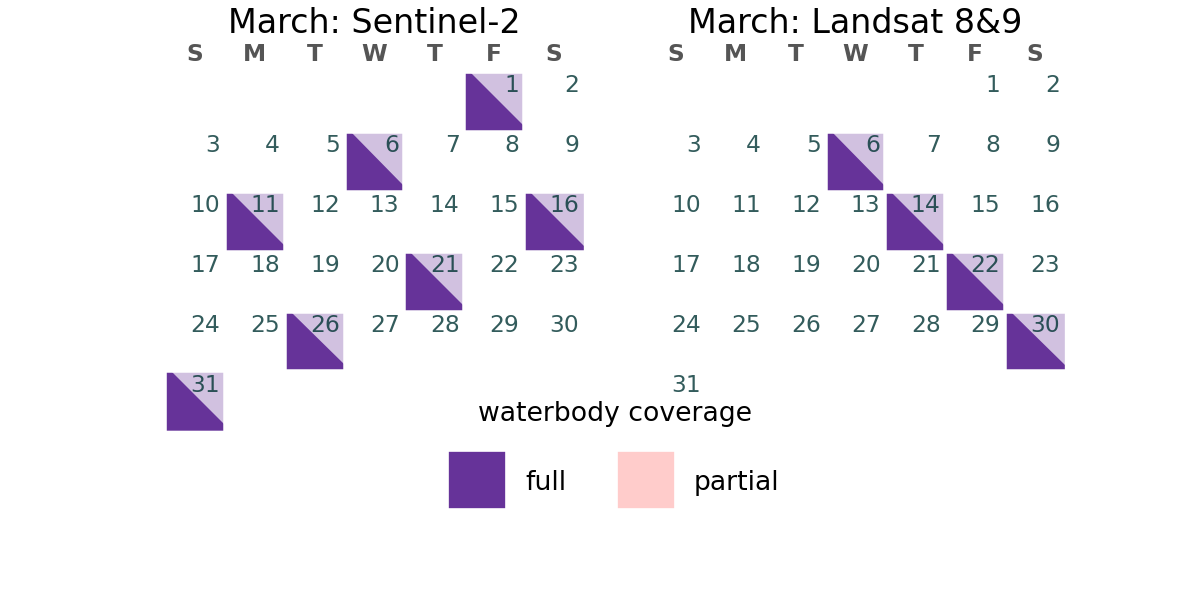 March: Sentinel-2
S M T W T F S
1 2
3 4 5 6 7 8 9
10 11 12 13 14 15 16
17 18 19 20 21 22 23
24 25 26 27 28 29 30
31
March: Landsat 8&9
S M T W T F S
1 2
3 4 5 6 7 8 9
10 11 12 13 14 15 16
17 18 19 20 21 22 23
24 25 26 27 28 29 30
31
waterbody coverage
full partial